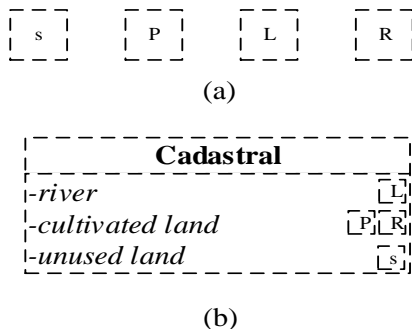 s P L R
(a)
Cadastral
-river L
-cultivated land P R
-unused land s
(b)